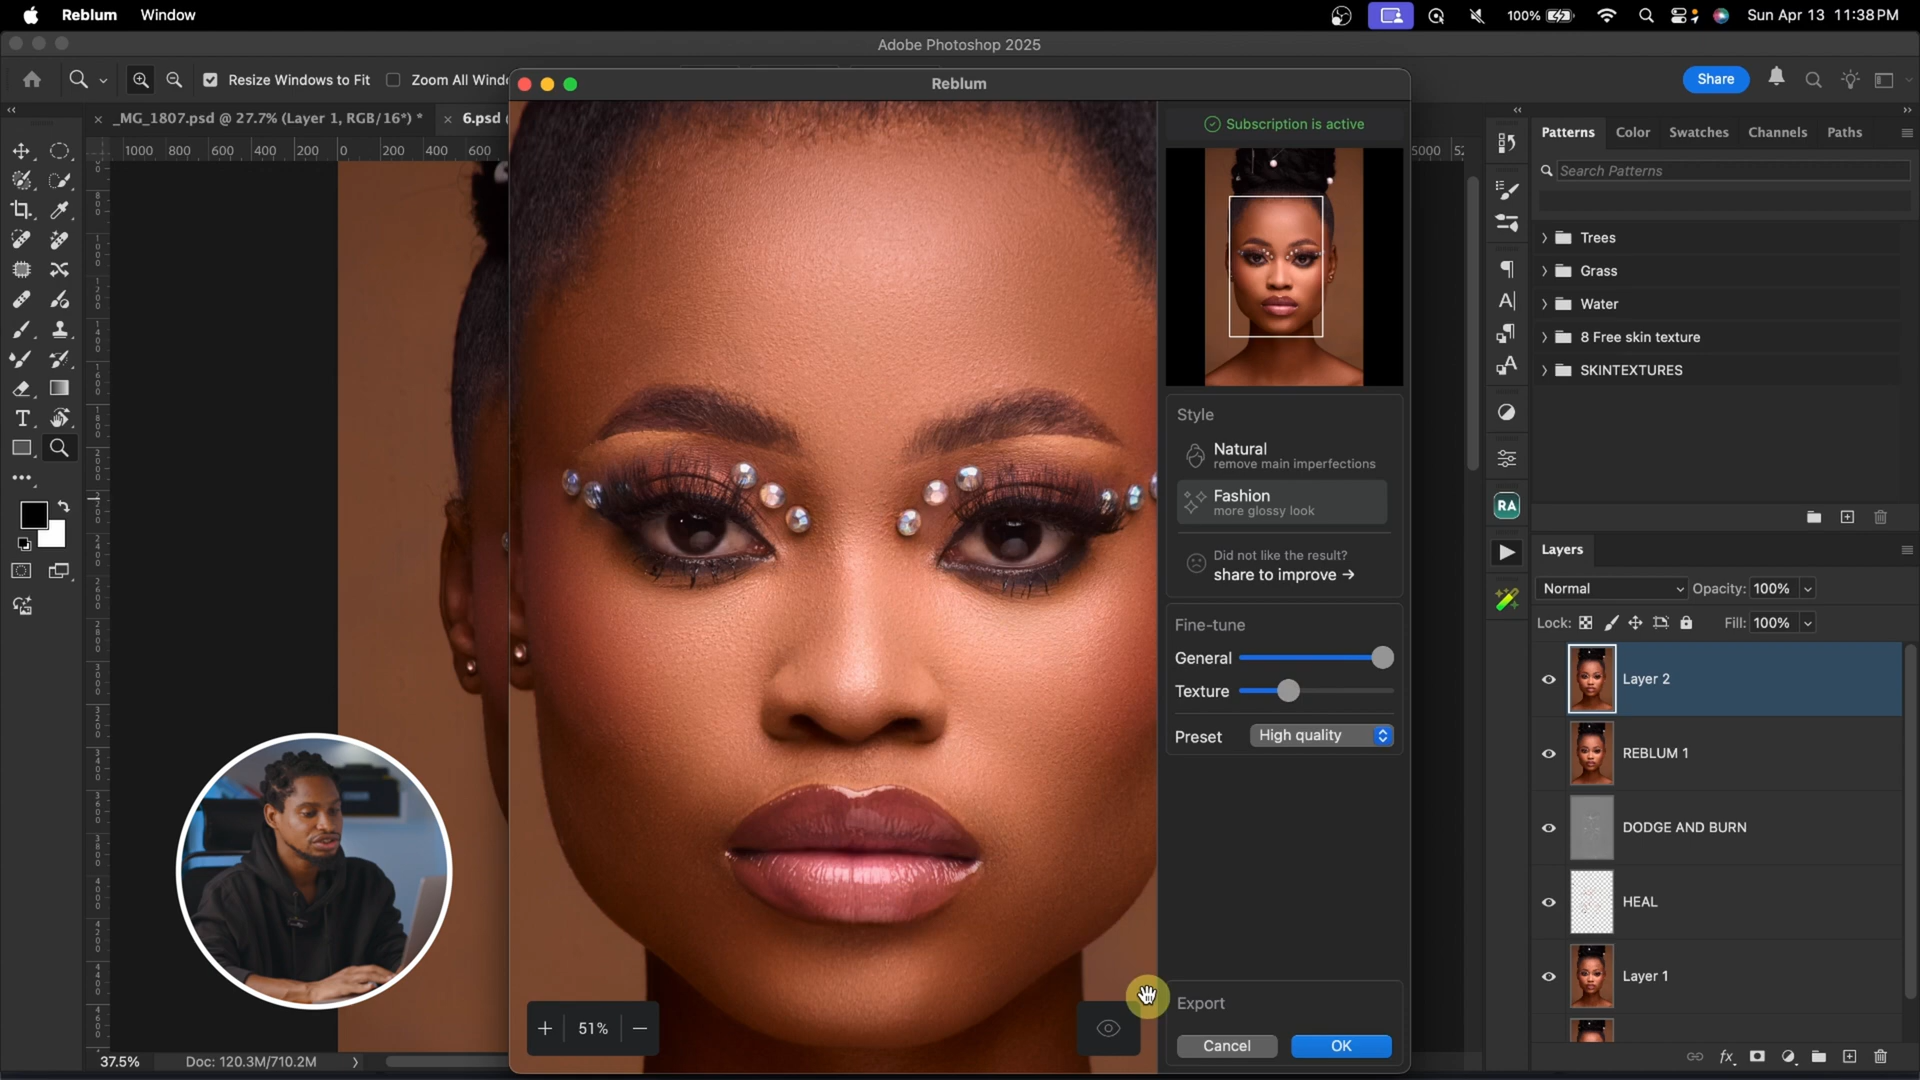 Reblum Window
100% Sun Apr 13 11:38 PM
Adobe Photoshop 2025
Resize Windows to Fit Zoom All Windo
Share
_MG_1807.psd @ 27.7% (Layer 1, RGB/16*) *
6.psd
1000 800 600 400 200 0 200 400 600
Reblum
Subscription is active
Style
Natural
remove main imperfections
Fashion
more glossy look
Did not like the result?
share to improve →
Fine-tune
General
Texture
Preset High quality
Export
Cancel OK
+ 51% −
5000
Patterns Color Swatches Channels Paths
Search Patterns
Trees
Grass
Water
8 Free skin texture
SKINTEXTURES
RA
Layers
Normal Opacity: 100%
Lock: Fill: 100%
Layer 2
REBLUM 1
DODGE AND BURN
HEAL
Layer 1
fx
37.5% Doc: 120.3M/710.2M